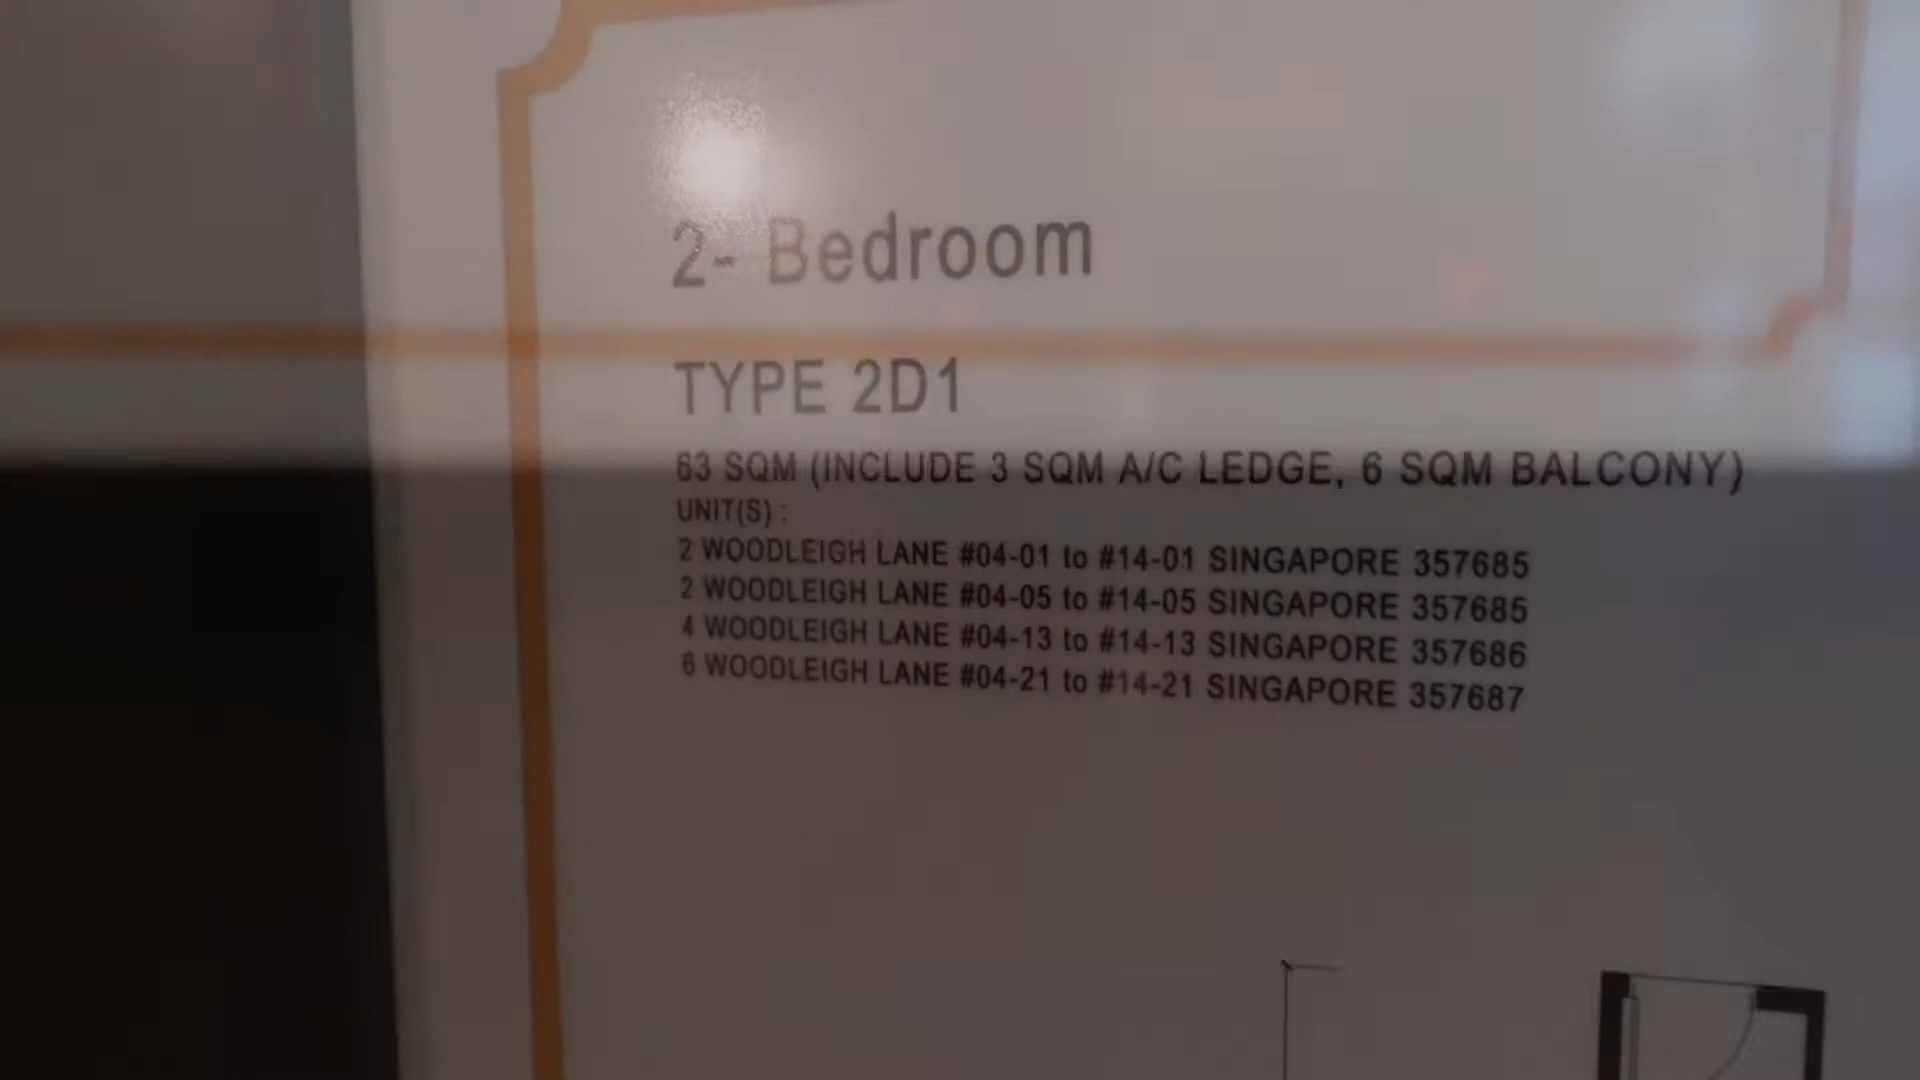 2- Bedroom
TYPE 2D1
63 SQM (INCLUDE 3 SQM A/C LEDGE, 6 SQM BALCONY)
UNIT(S) :
2 WOODLEIGH LANE #04-01 to #14-01 SINGAPORE 357685
2 WOODLEIGH LANE #04-05 to #14-05 SINGAPORE 357685
4 WOODLEIGH LANE #04-13 to #14-13 SINGAPORE 357686
6 WOODLEIGH LANE #04-21 to #14-21 SINGAPORE 357687